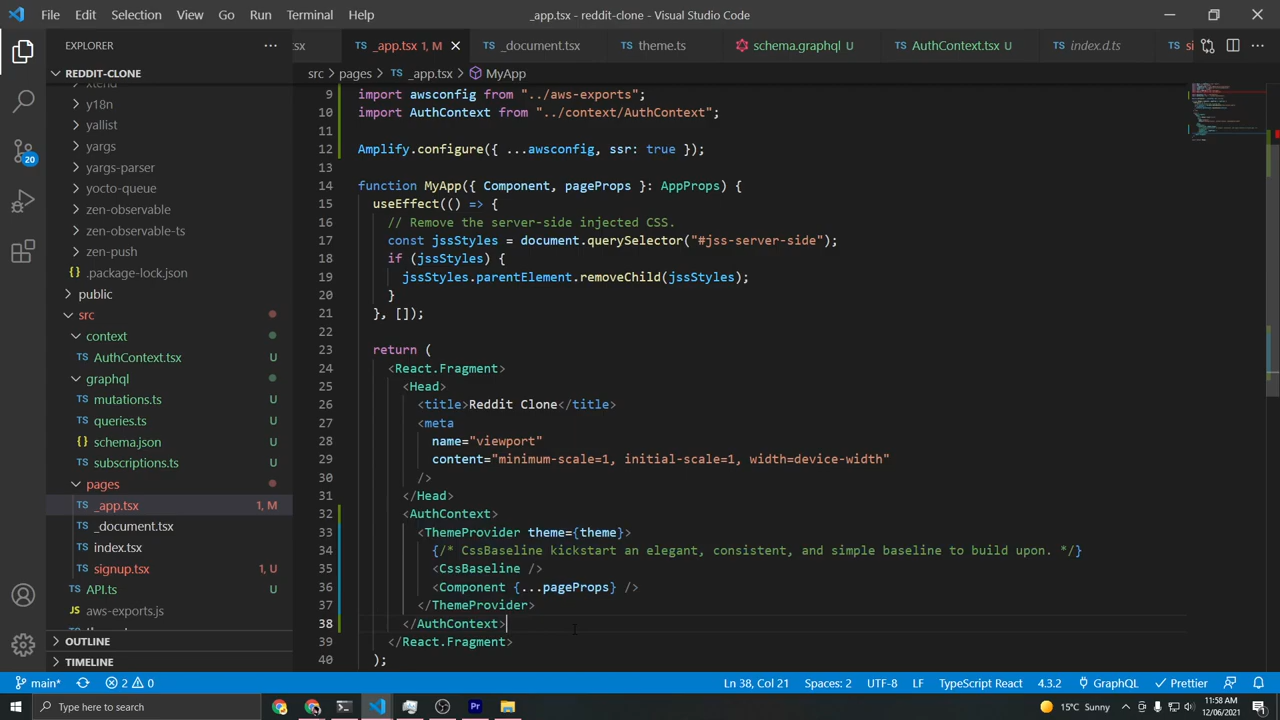 File Edit Selection View Go Run Terminal Help
_app.tsx - reddit-clone - Visual Studio Code
EXPLORER
tsx
TS _app.tsx 1, M
TS _document.tsx
TS theme.ts
schema.graphql U
TS AuthContext.tsx U
TS index.d.ts
TS si
REDDIT-CLONE
src > pages > TS _app.tsx > MyApp
xtend
y18n
yallist
yargs
yargs-parser
yocto-queue
zen-observable
zen-observable-ts
zen-push
.package-lock.json
public
src
context
TS AuthContext.tsx U
graphql
TS mutations.ts U
TS queries.ts U
schema.json U
TS subscriptions.ts U
pages
TS _app.tsx 1, M
TS _document.tsx
TS index.tsx
TS signup.tsx 1, U
TS API.ts U
aws-exports.js
OUTLINE
TIMELINE
20
9 import awsconfig from "../aws-exports";
10 import AuthContext from "../context/AuthContext";
11
12 Amplify.configure({ ...awsconfig, ssr: true });
13
14 function MyApp({ Component, pageProps }: AppProps) {
15 useEffect(() => {
16 // Remove the server-side injected CSS.
17 const jssStyles = document.querySelector("#jss-server-side");
18 if (jssStyles) {
19 jssStyles.parentElement.removeChild(jssStyles);
20 }
21 }, []);
22
23 return (
24 <React.Fragment>
25 <Head>
26 <title>Reddit Clone</title>
27 <meta
28 name="viewport"
29 content="minimum-scale=1, initial-scale=1, width=device-width"
30 />
31 </Head>
32 <AuthContext>
33 <ThemeProvider theme={theme}>
34 {/* CssBaseline kickstart an elegant, consistent, and simple baseline to build upon. */}
35 <CssBaseline />
36 <Component {...pageProps} />
37 </ThemeProvider>
38 </AuthContext>
39 </React.Fragment>
40 );
main* 2 0 Ln 38, Col 21 Spaces: 2 UTF-8 LF TypeScript React 4.3.2 GraphQL Prettier
Type here to search
15°C Sunny
11:58 AM
12/06/2021